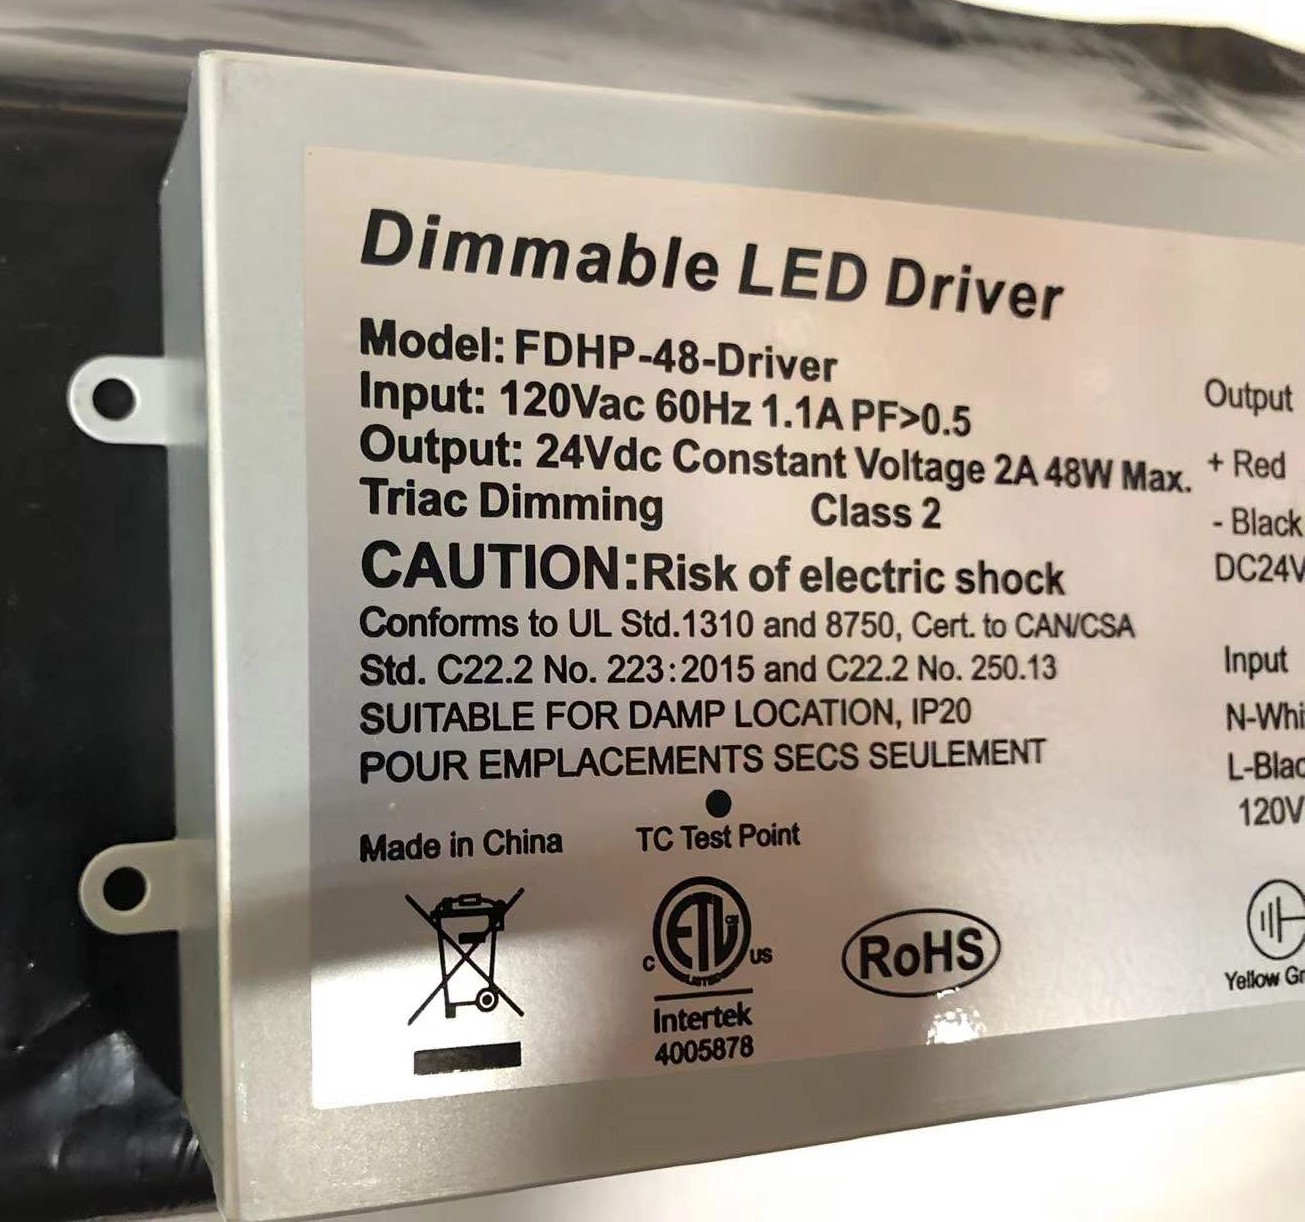 Dimmable LED Driver
Model: FDHP-48-Driver
Input: 120Vac 60Hz 1.1A PF>0.5
Output: 24Vdc Constant Voltage 2A 48W Max.
Triac Dimming Class 2
CAUTION:Risk of electric shock
Conforms to UL Std.1310 and 8750, Cert. to CAN/CSA
Std. C22.2 No. 223:2015 and C22.2 No. 250.13
SUITABLE FOR DAMP LOCATION, IP20
POUR EMPLACEMENTS SECS SEULEMENT
TC Test Point
Made in China
ETL
C US
LISTED
Intertek
4005878
RoHS
Output
+ Red
- Black
DC24V
Input
N-Whi
L-Blac
120V
Yellow Gr